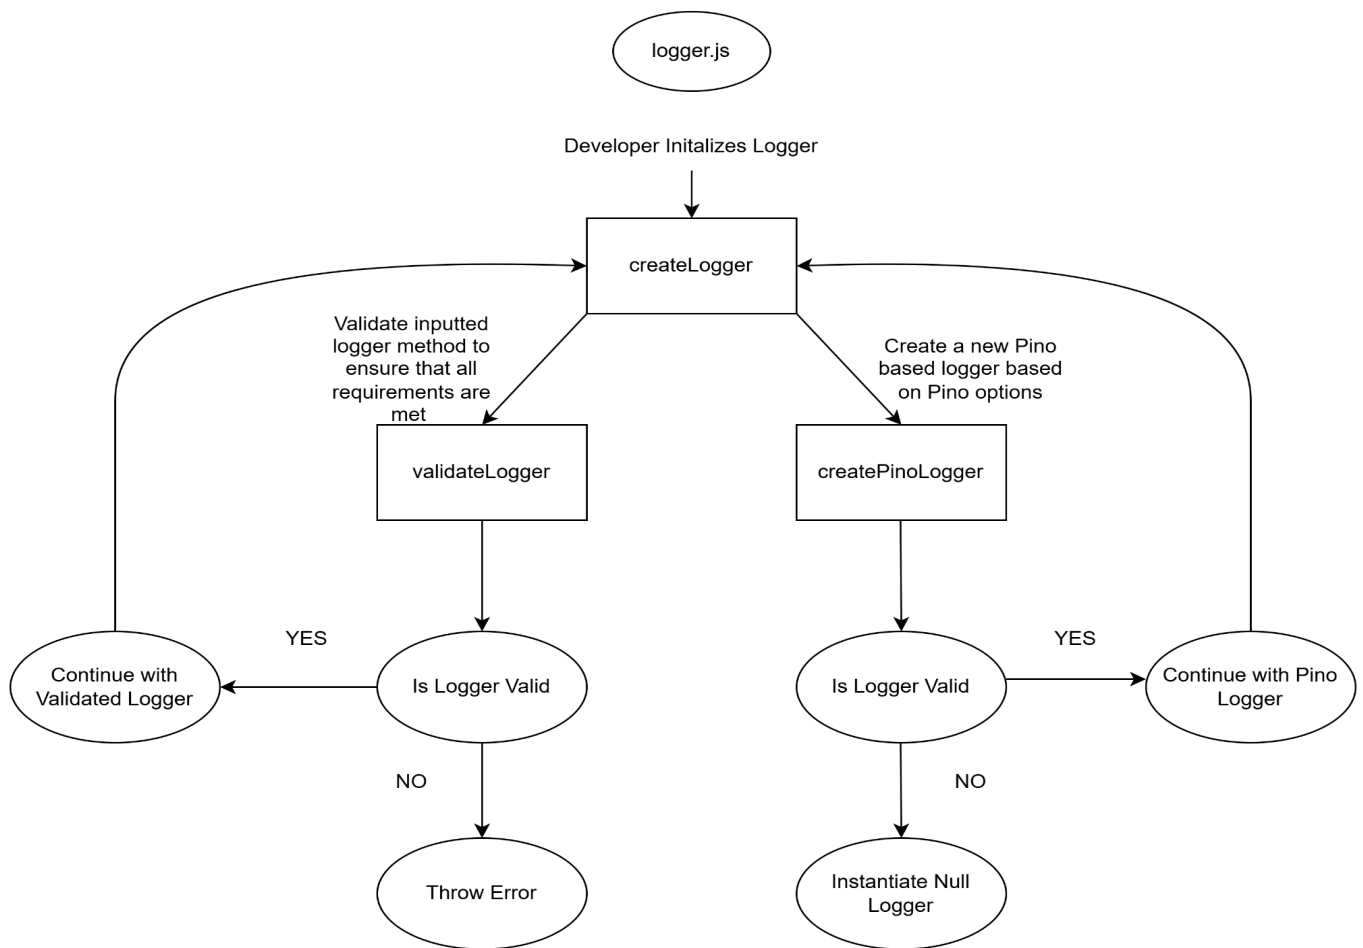 logger.js
Developer Initalizes Logger
createLogger
Validate inputted
logger method to
ensure that all
requirements are
met
Create a new Pino
based logger based
on Pino options
validateLogger
createPinoLogger
YES
YES
Continue with
Validated Logger
Is Logger Valid
Is Logger Valid
Continue with Pino
Logger
NO
NO
Throw Error
Instantiate Null
Logger